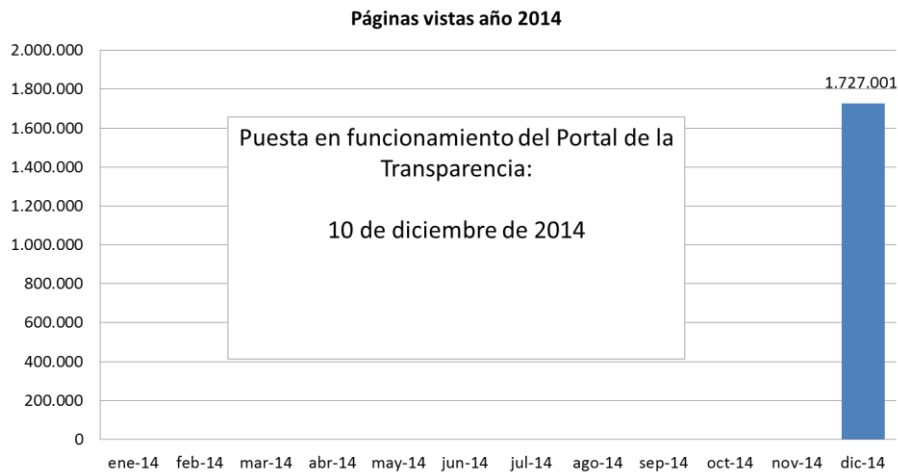 Páginas vistas año 2014
2.000.000
1.800.000
1.727.001
1.600.000
1.400.000
1.200.000
1.000.000
800.000
600.000
400.000
200.000
0
Puesta en funcionamiento del Portal de la
Transparencia:
10 de diciembre de 2014
ene-14 feb-14 mar-14 abr-14 may-14 jun-14 jul-14 ago-14 sep-14 oct-14 nov-14 dic-14